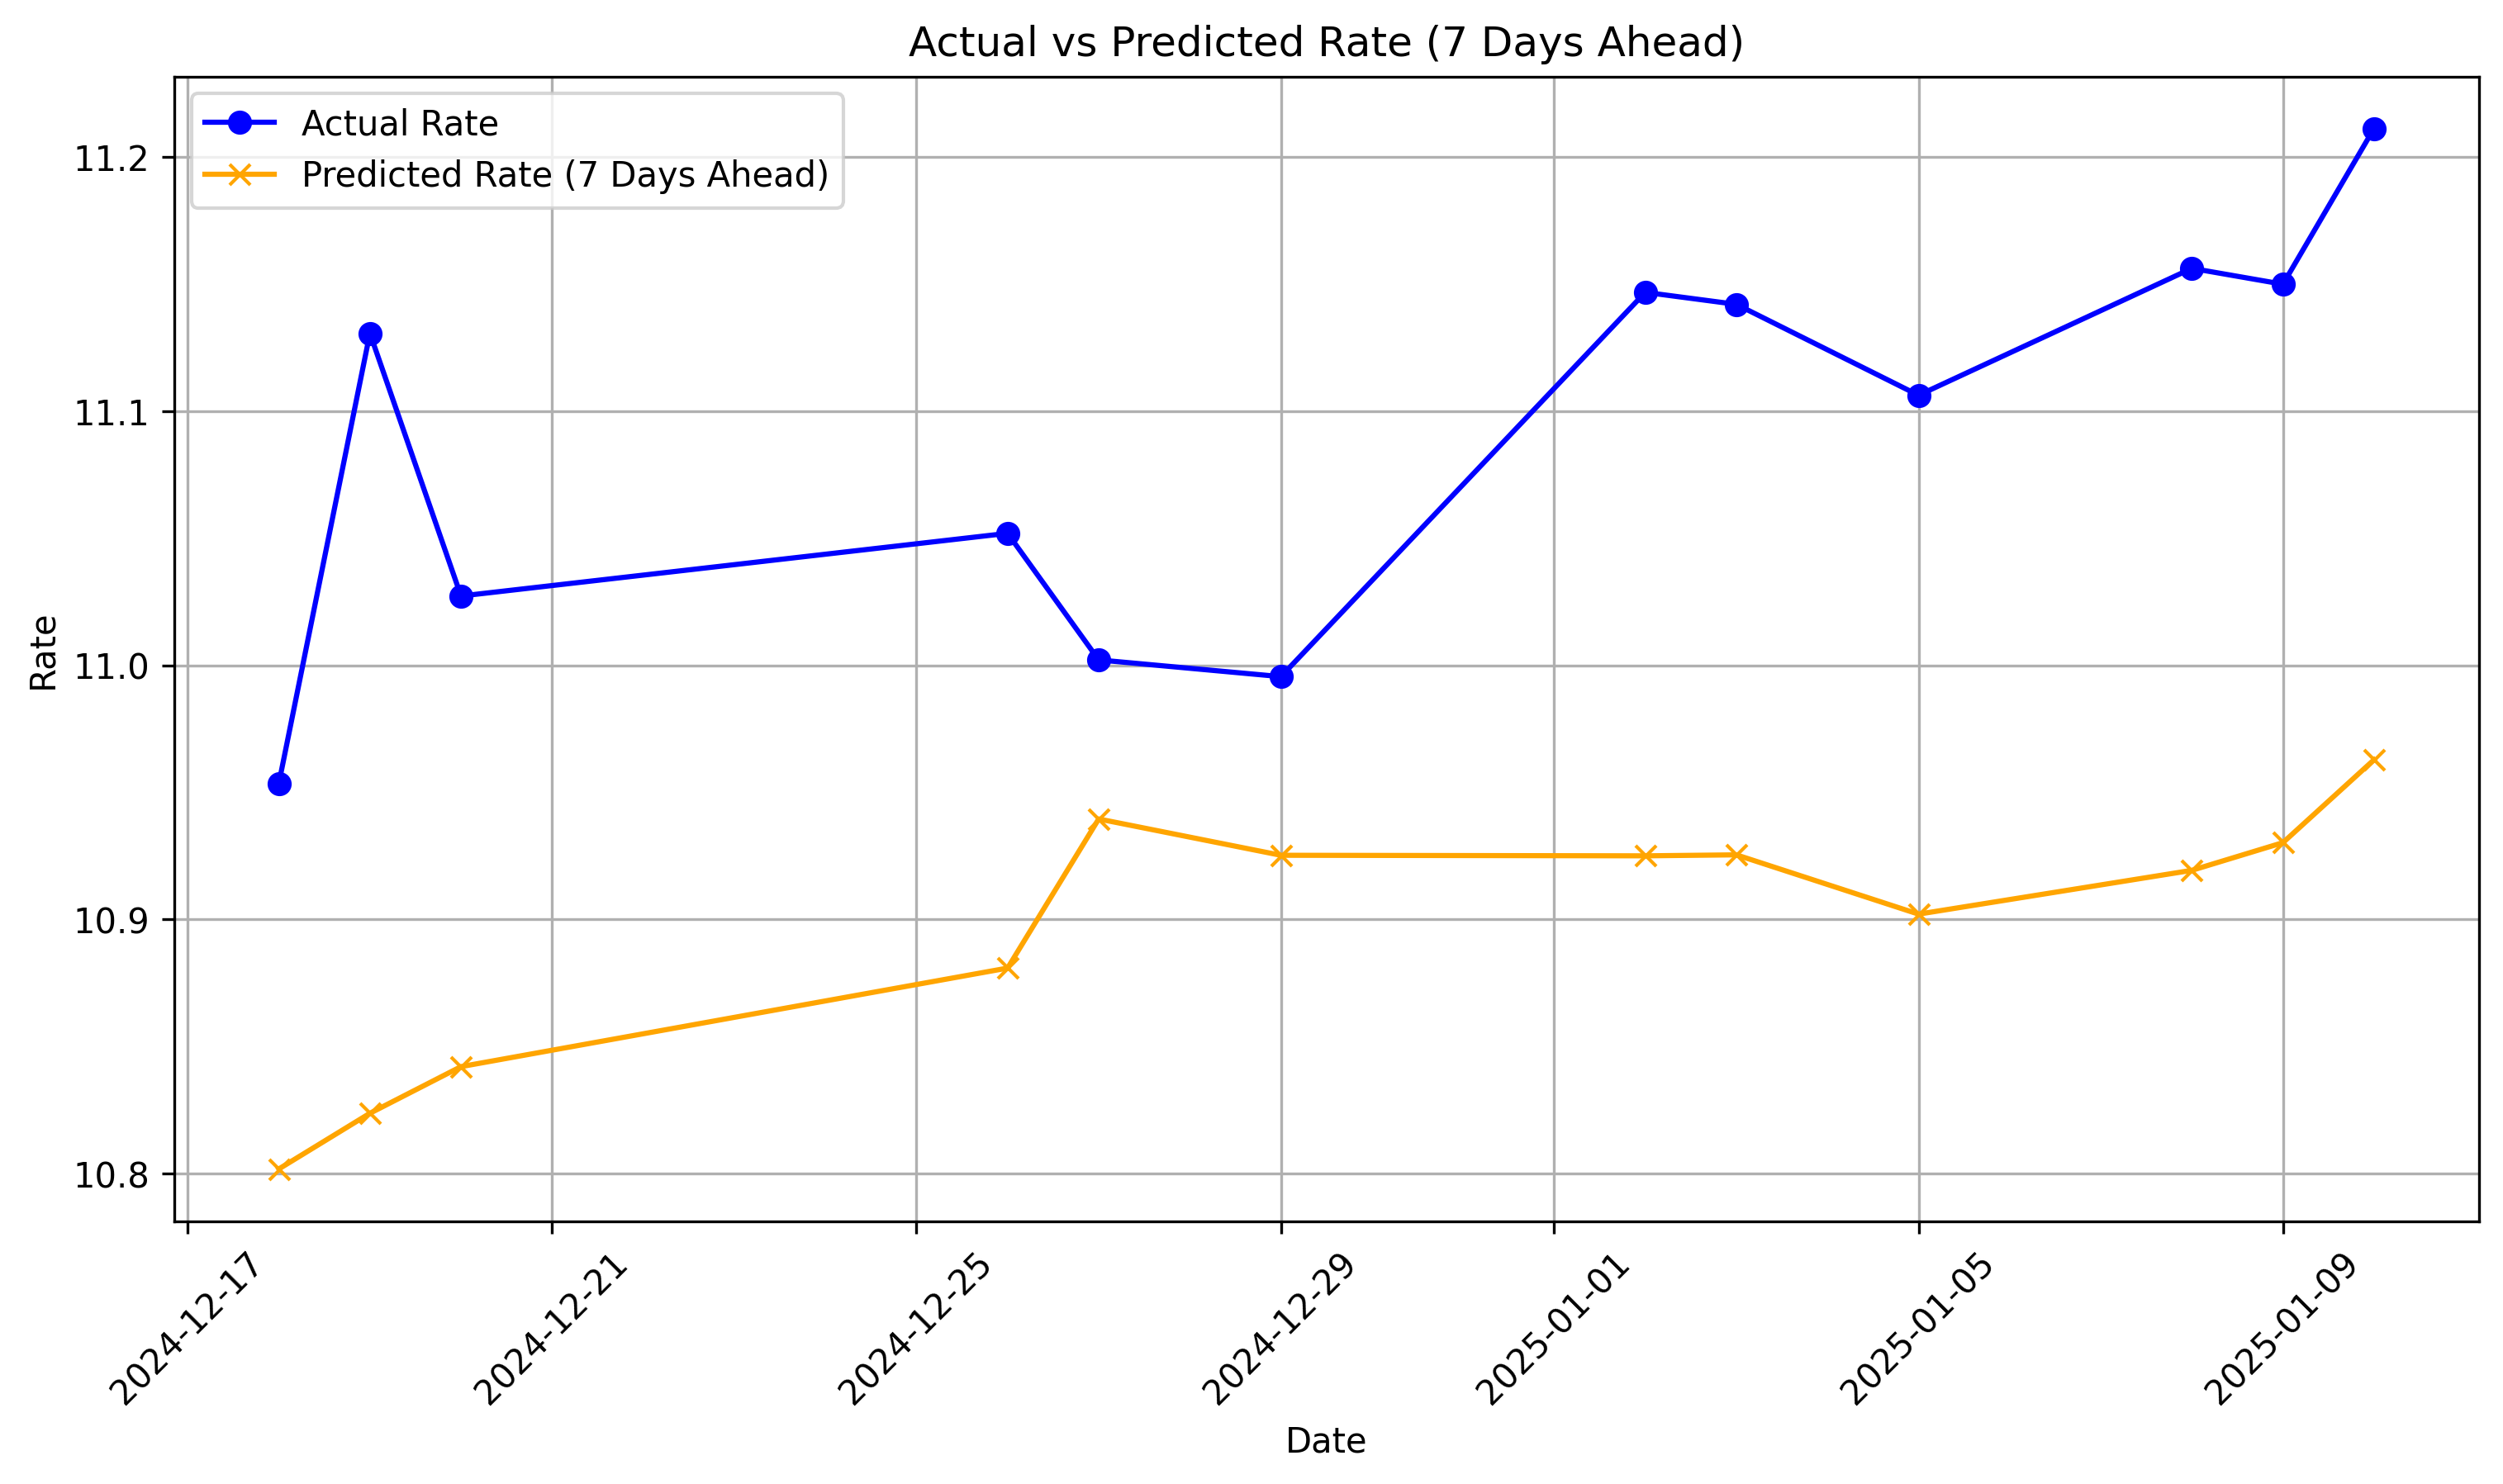 Actual vs Predicted Rate (7 Days Ahead)
Actual Rate
Predicted Rate (7 Days Ahead)
Rate
11.2
11.1
11.0
10.9
10.8
2024-12-17
2024-12-21
2024-12-25
2024-12-29
2025-01-01
2025-01-05
2025-01-09
Date